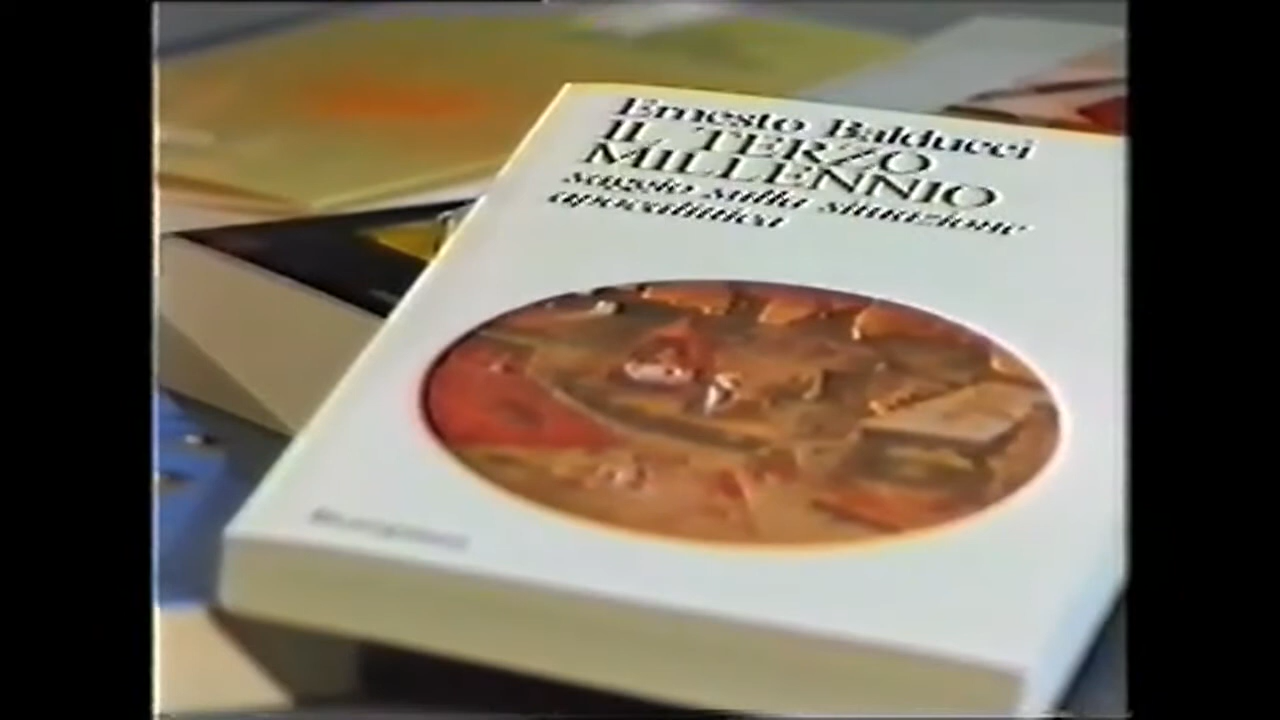 Ernesto Balducci
IL TERZO
MILLENNIO
saggio sulla situazione
apocalittica